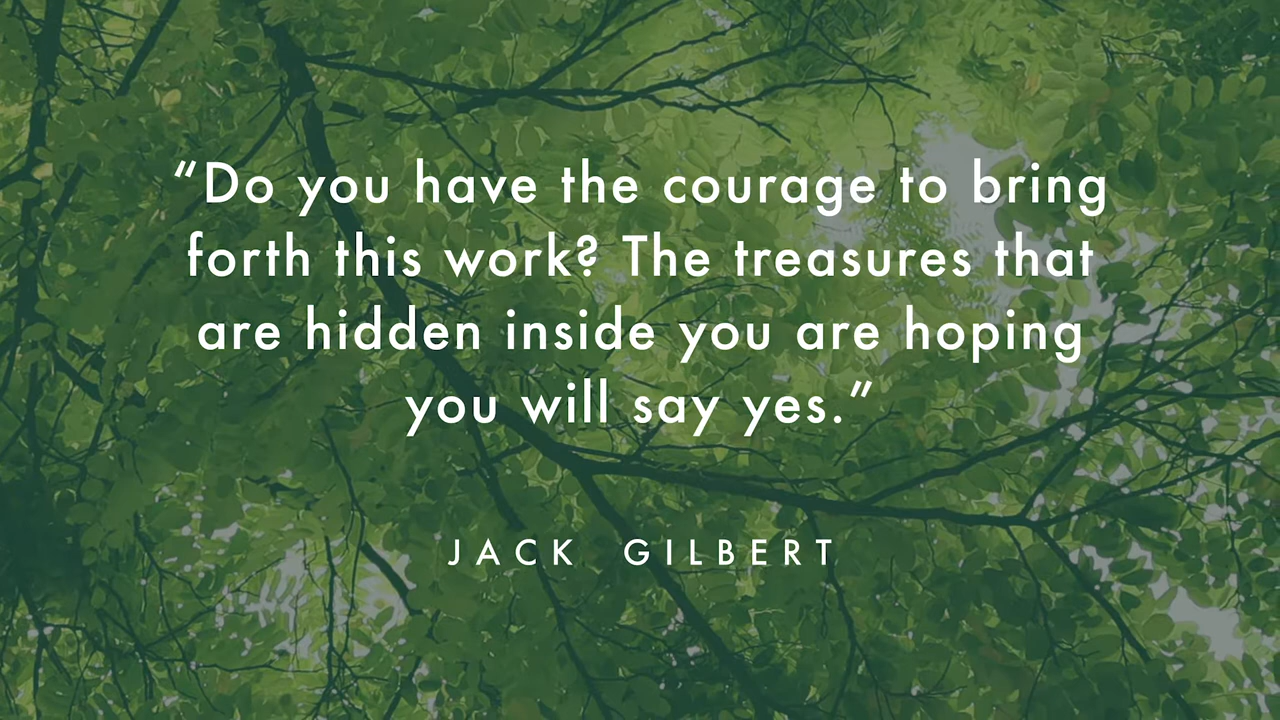 “Do you have the courage to bring
forth this work? The treasures that
are hidden inside you are hoping
you will say yes.”
JACK GILBERT